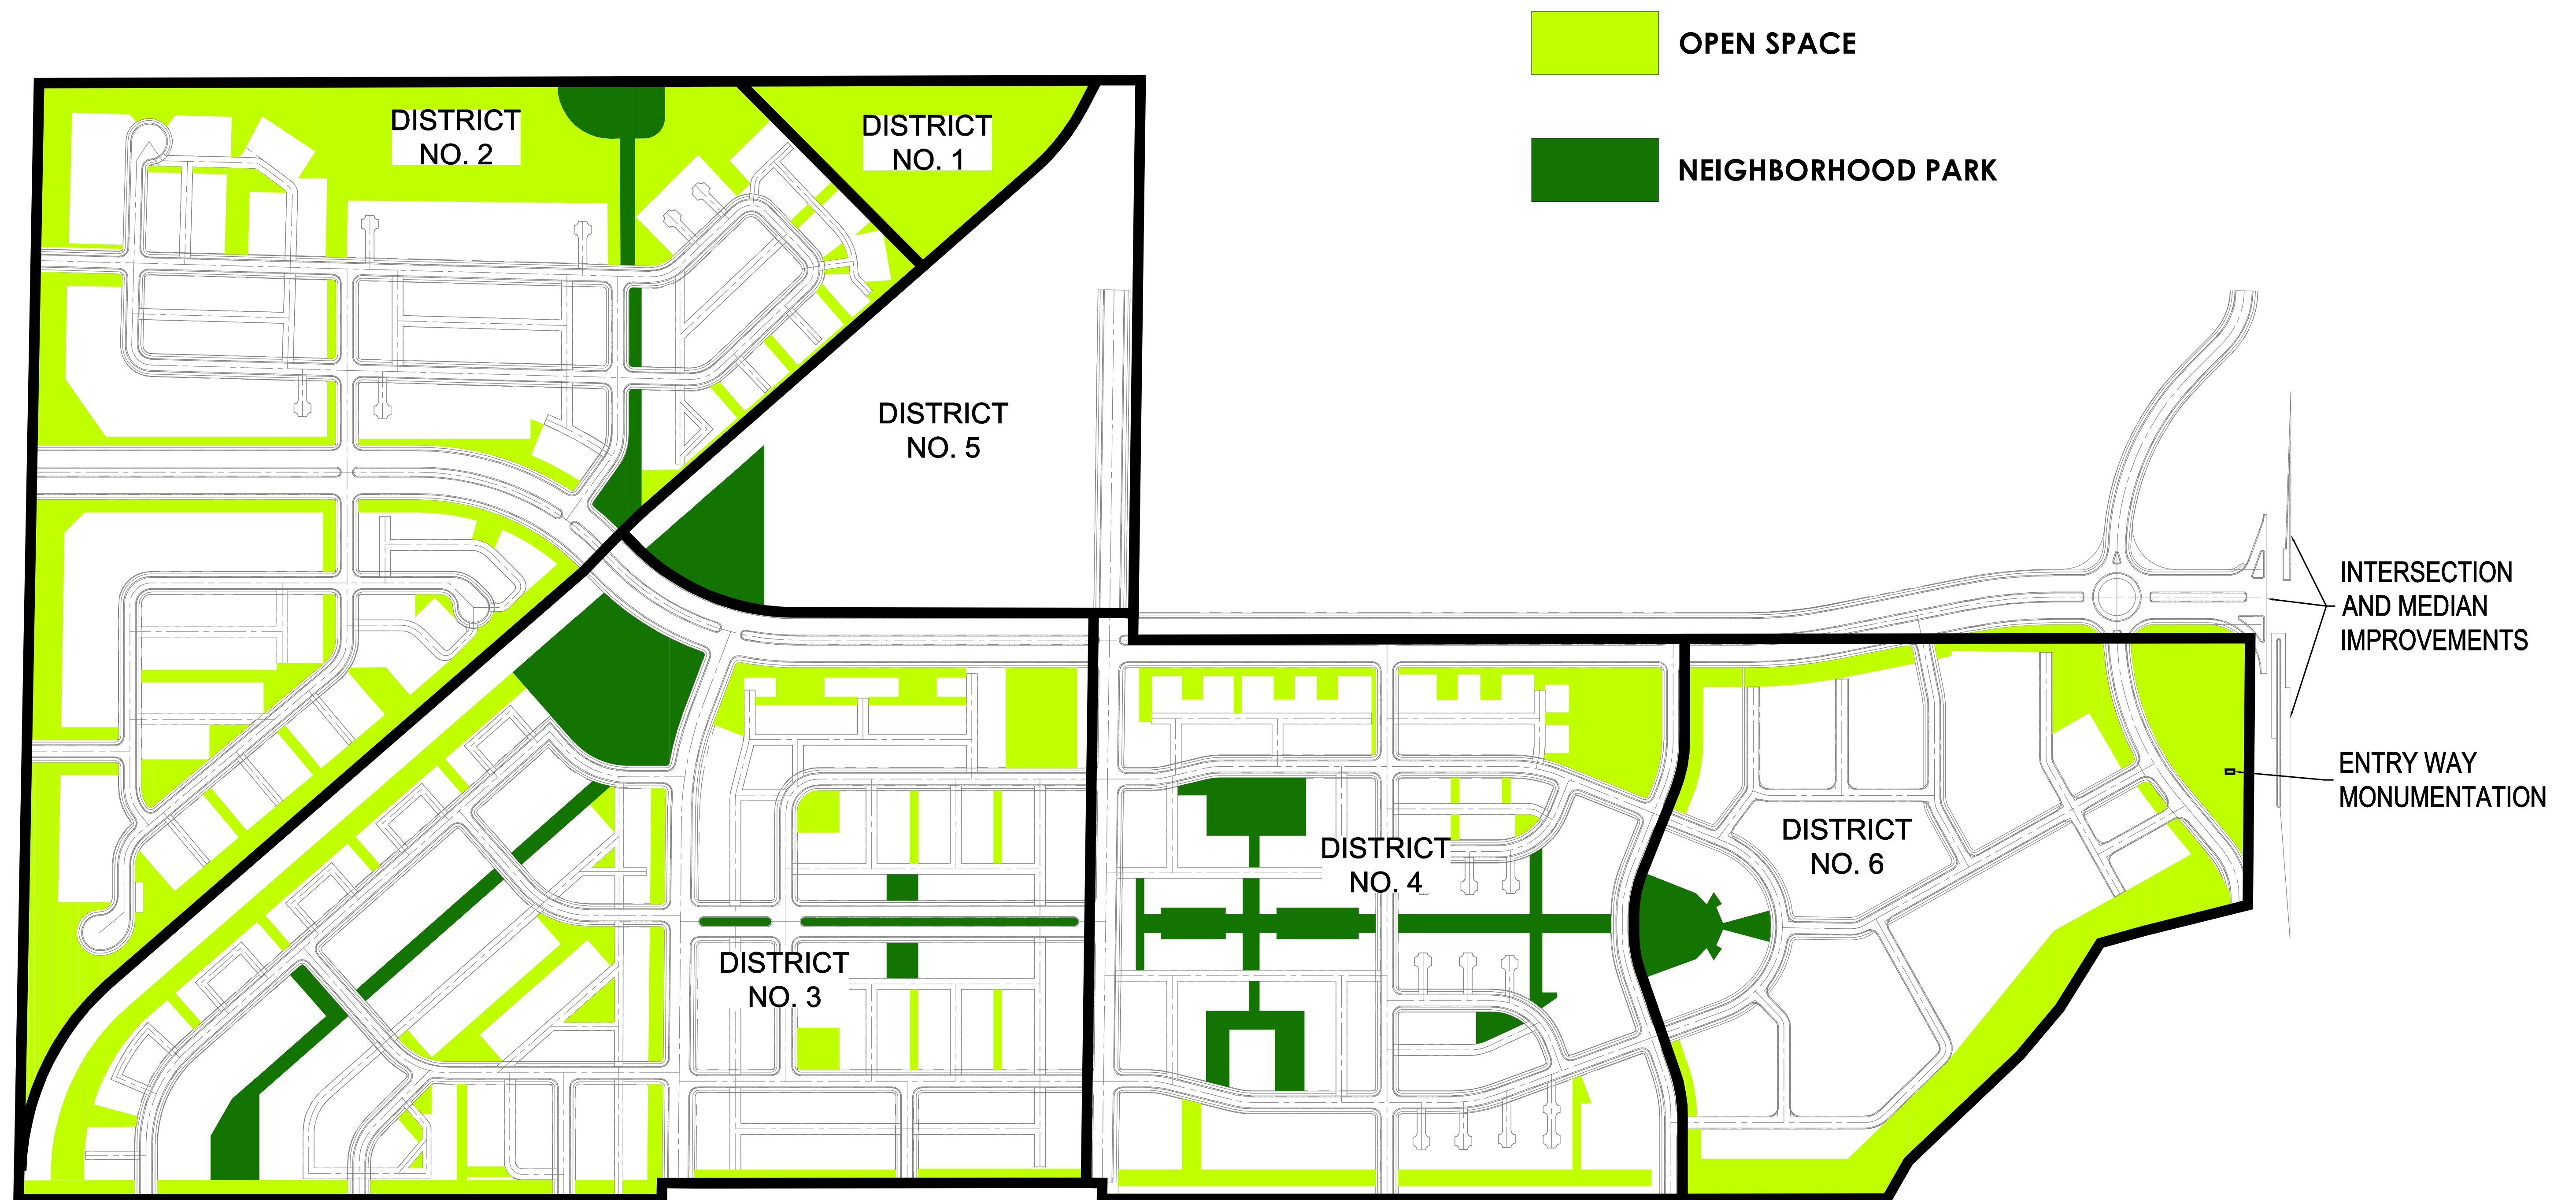 OPEN SPACE
NEIGHBORHOOD PARK
DISTRICT
NO. 2
DISTRICT
NO. 1
DISTRICT
NO. 5
INTERSECTION
AND MEDIAN
IMPROVEMENTS
ENTRY WAY
MONUMENTATION
DISTRICT
NO. 6
DISTRICT
NO. 4
DISTRICT
NO. 3